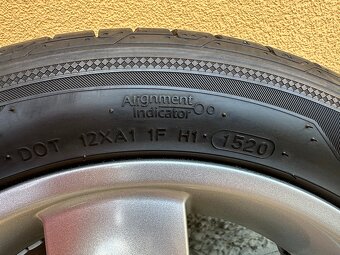 Alignment
Indicator
DOT 12XA1 1F H1 1520